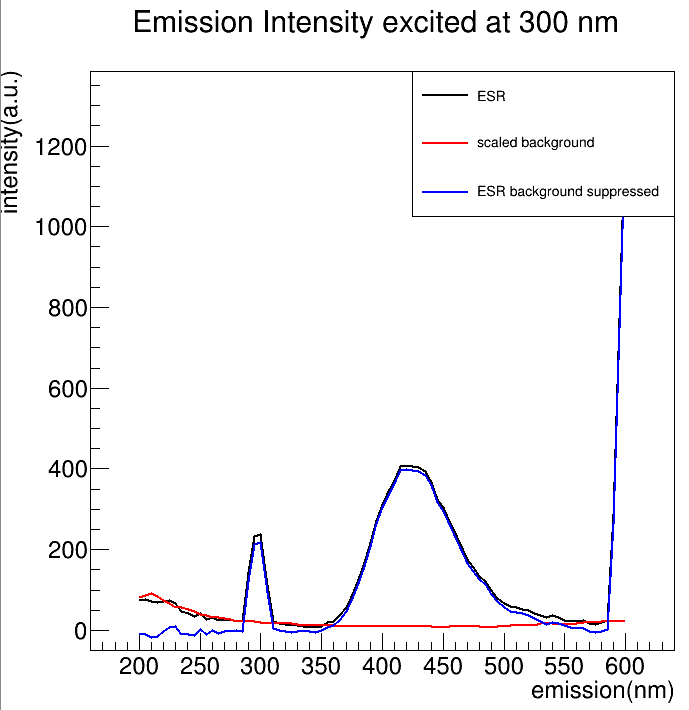 Emission Intensity excited at 300 nm
intensity(a.u.)
ESR
scaled background
ESR background suppressed
1200
1000
800
600
400
200
0
200 250 300 350 400 450 500 550 600
emission(nm)